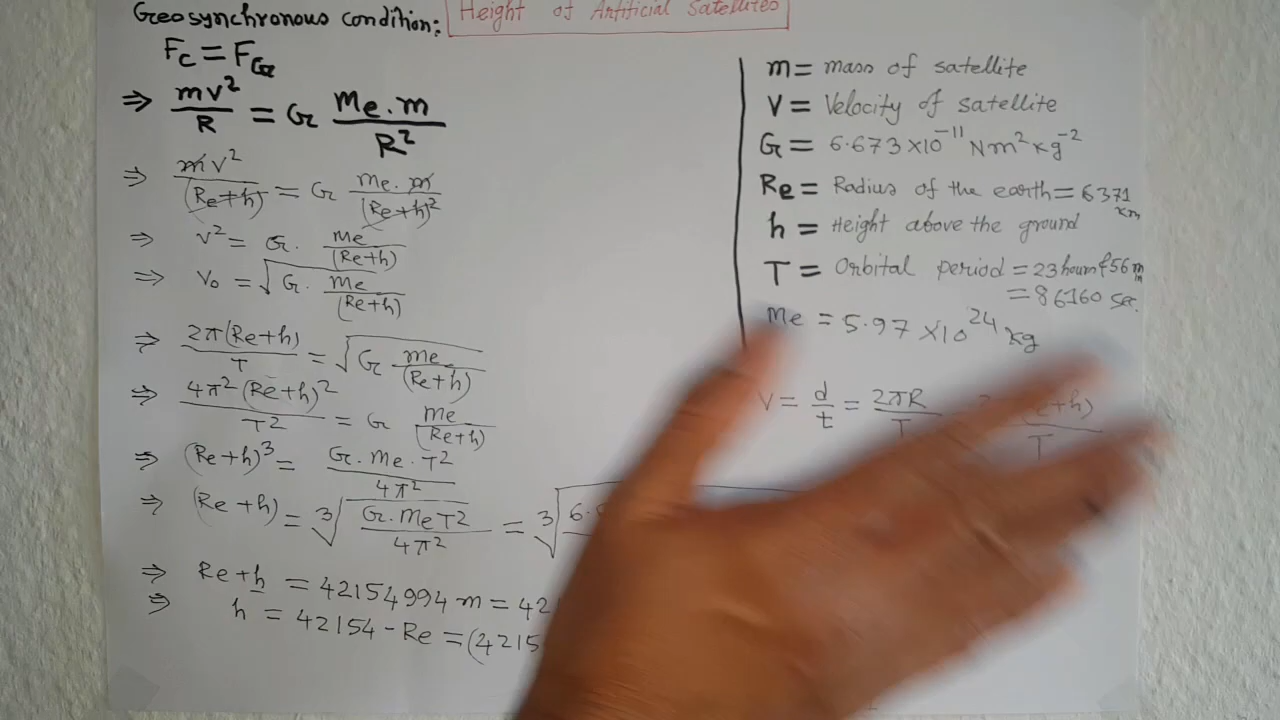 Geosynchronous condition:
Height of Artificial Satellites
Fc = FG
⇒ mv²/R = G Me.m/R²
⇒ mv²/(Re+h) = G Me.m/(Re+h)²
⇒ v² = G. Me/(Re+h)
⇒ Vo = √(G. Me/(Re+h))
⇒ 2π(Re+h)/T = √(G Me/(Re+h))
⇒ 4π²(Re+h)²/T² = G Me/(Re+h)
⇒ (Re+h)³ = G.Me.T²/4π²
⇒ (Re+h) = ³√(G.MeT²/4π²) = ³√(6.
⇒ Re+h = 42154994 m = 42
⇒ h = 42154 - Re = (4215
m = mass of satellite
V = Velocity of satellite
G = 6.673 ×10⁻¹¹ Nm²kg⁻²
Re = Radius of the earth = 6371 km
h = Height above the ground
T = Orbital period = 23 hour & 56 m
= 86160 sec.
Me = 5.97 ×10²⁴ kg
V = d/t = 2πR/T +h)/T